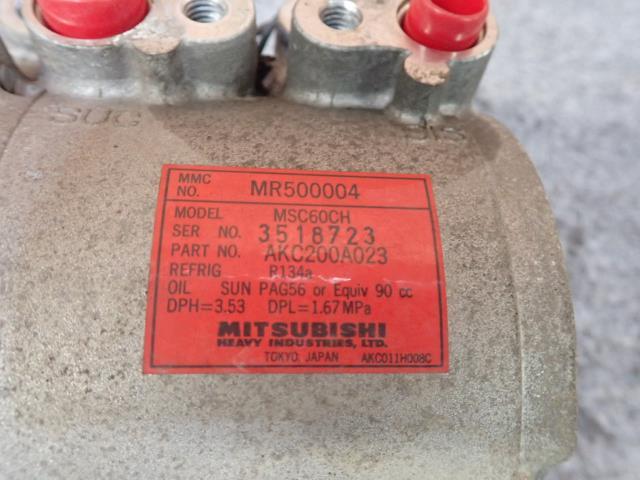 SUC
MMC NO. MR500004
MODEL MSC60CH
SER NO. 3518723
PART NO. AKC200A023
REFRIG R134a
OIL SUN PAG56 or Equiv 90 cc
DPH=3.53 DPL=1.67MPa
MITSUBISHI
HEAVY INDUSTRIES, LTD.
TOKYO, JAPAN AKC011H008C